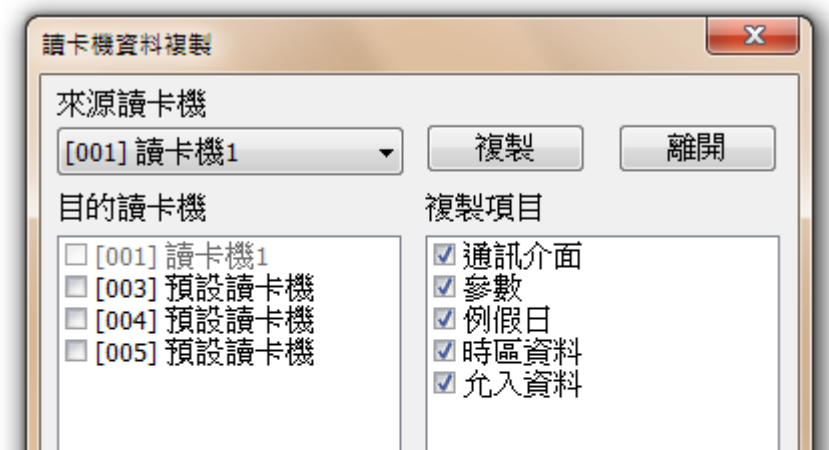 讀卡機資料複製
來源讀卡機
[001] 讀卡機1
複製
離開
目的讀卡機
[001] 讀卡機1
[003] 預設讀卡機
[004] 預設讀卡機
[005] 預設讀卡機
複製項目
通訊介面
參數
例假日
時區資料
允入資料